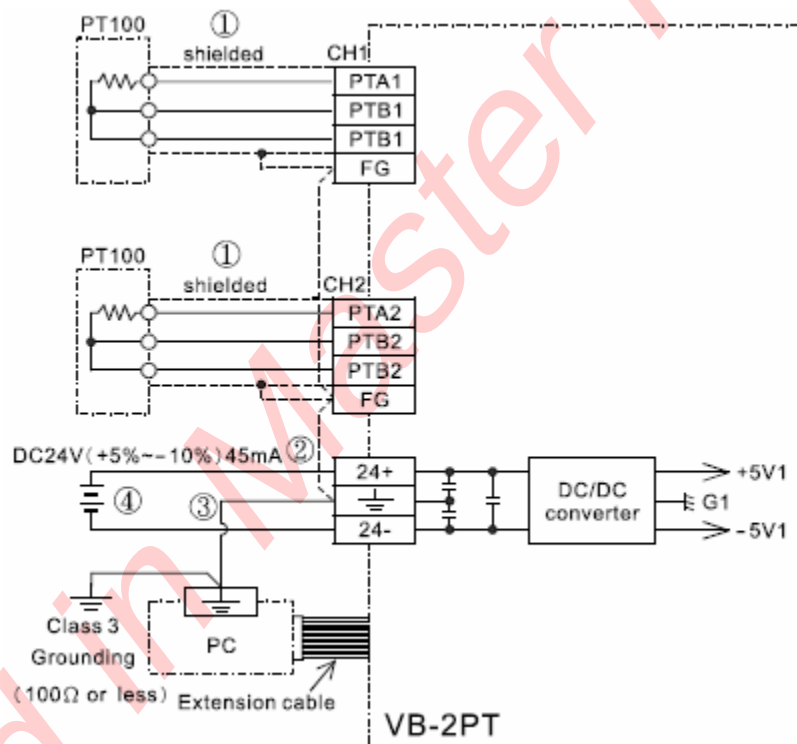 PT100
①
shielded
CH1
PTA1
PTB1
PTB1
FG
PT100
①
shielded
CH2
PTA2
PTB2
PTB2
FG
DC24V(+5%~-10%)45mA ②
24+
24-
④
③
DC/DC
converter
+5V1
G1
-5V1
Class 3
Grounding
(100Ω or less)
PC
Extension cable
VB-2PT
d in Master